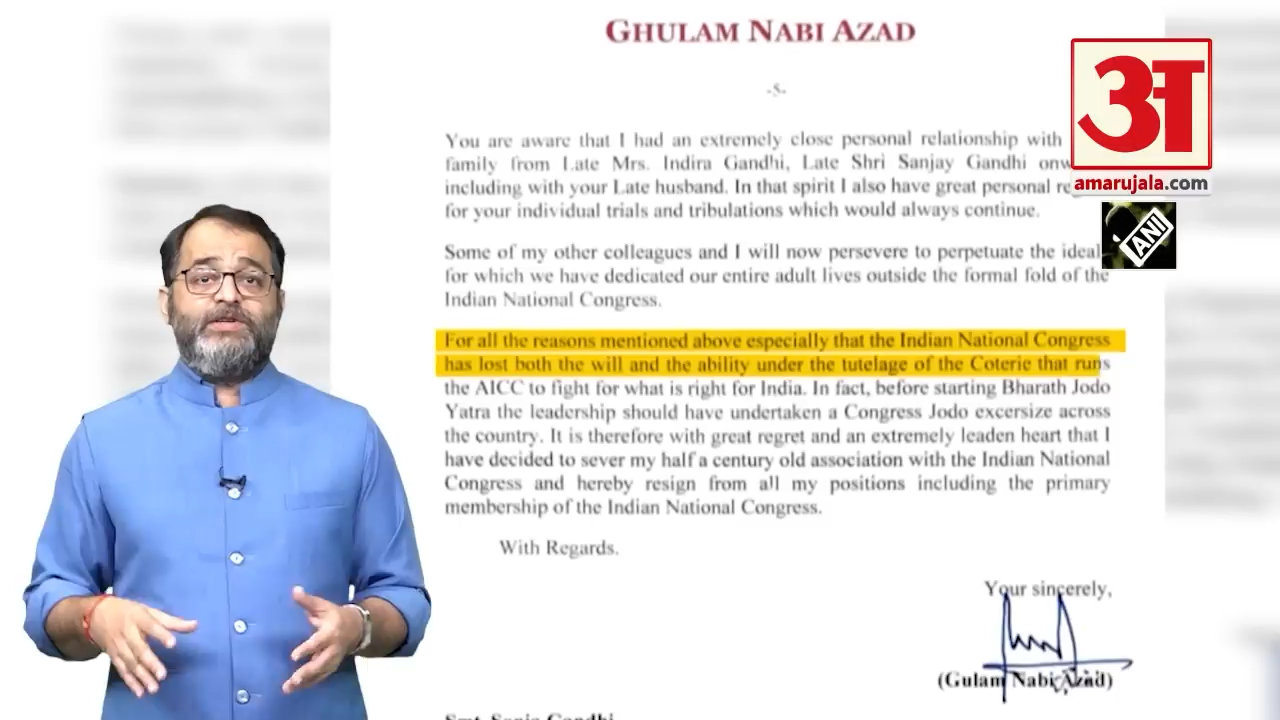 GHULAM NABI AZAD
-5-
You are aware that I had an extremely close personal relationship with
family from Late Mrs. Indira Gandhi, Late Shri Sanjay Gandhi
including with your Late husband. In that spirit I also have great personal
for your individual trials and tribulations which would always continue.
Some of my other colleagues and I will now persevere to perpetuate the ideal
for which we have dedicated our entire adult lives outside the formal fold of the
Indian National Congress.
For all the reasons mentioned above especially that the Indian National Congress
has lost both the will and the ability under the tutelage of the Coterie that runs
the AICC to fight for what is right for India. In fact, before starting Bharath Jodo
Yatra the leadership should have undertaken a Congress Jodo excersize across
the country. It is therefore with great regret and an extremely leaden heart that I
have decided to sever my half a century old association with the Indian National
Congress and hereby resign from all my positions including the primary
membership of the Indian National Congress.
With Regards.
Your sincerely,
(Gulam Nabi Azad)
Smt. Sonia Gandhi
अ
amarujala.com
ANI